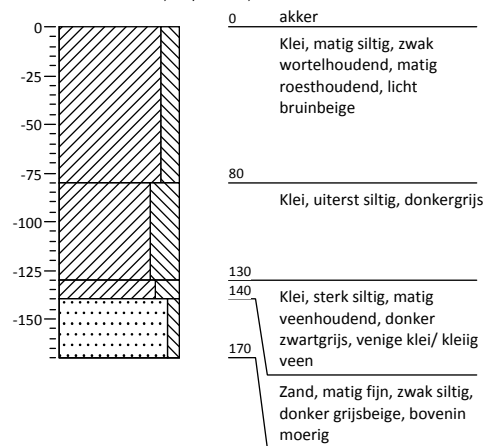 0 akker
0
Klei, matig siltig, zwak
wortelhoudend, matig
roesthoudend, licht
bruinbeige
-25
-50
-75
80
Klei, uiterst siltig, donkergrijs
-100
-125
130
140
Klei, sterk siltig, matig
veenhoudend, donker
zwartgrijs, venige klei/ kleiig
veen
-150
170
Zand, matig fijn, zwak siltig,
donker grijsbeige, bovenin
moerig